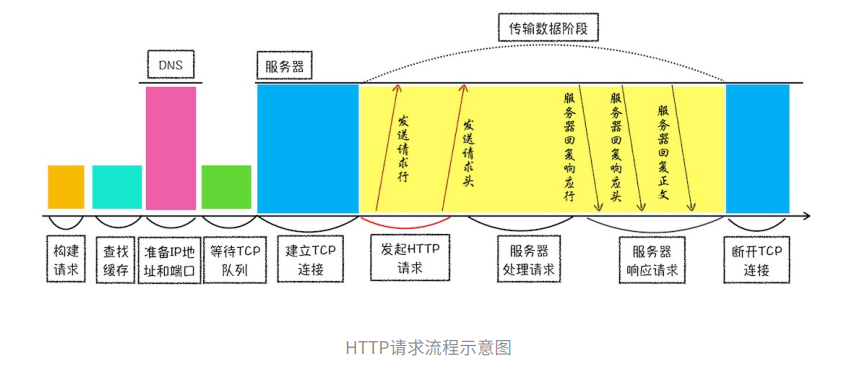 传输数据阶段
DNS
服务器
发送请求行
发送请求头
服务器回复响应行
服务器回复响应头
服务器回复正文
构建
请求
查找
缓存
准备IP地
址和端口
等待TCP
队列
建立TCP
连接
发起HTTP
请求
服务器
处理请求
服务器
响应请求
断开TCP
连接
HTTP请求流程示意图